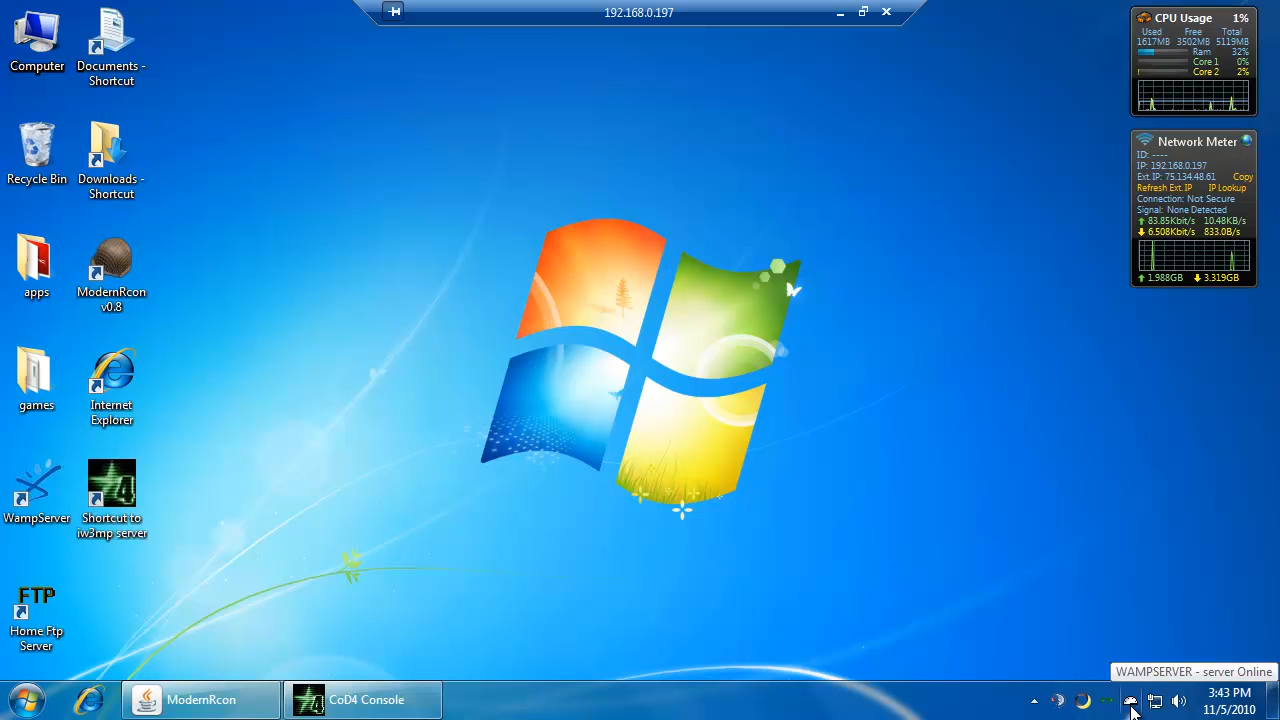 192.168.0.197
Computer
Documents -
Shortcut
Recycle Bin
Downloads -
Shortcut
apps
ModernRcon
v0.8
games
Internet
Explorer
WampServer
4
Shortcut to
iw3mp server
FTP
Home Ftp
Server
CPU Usage 1%
Used Free Total
1617MB 3502MB 5119MB
Ram 32%
Core 1 0%
Core 2 2%
Network Meter
ID: ----
IP: 192.168.0.197
Ext. IP: 75.134.48.61 Copy
Refresh Ext. IP IP Lookup
Connection: Not Secure
Signal: None Detected
83.85Kbit/s 10.48KB/s
6.508Kbit/s 833.0B/s
1.988GB 3.319GB
WAMPSERVER - server Online
ModernRcon
4
CoD4 Console
3:43 PM
11/5/2010